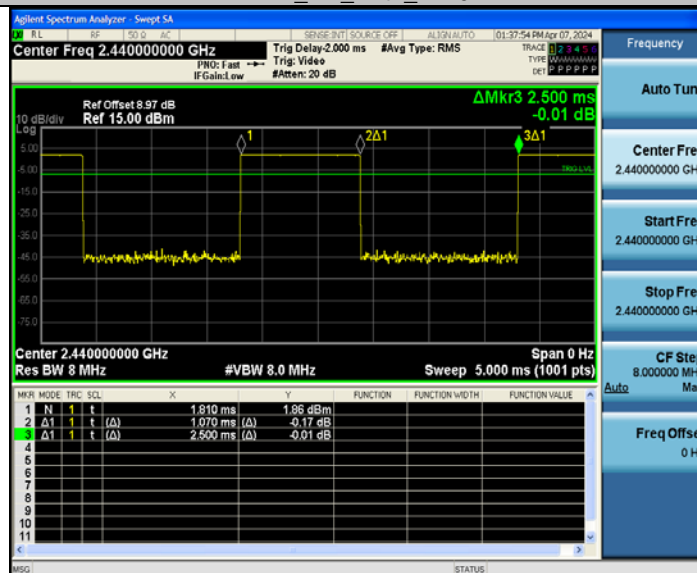 Agilent Spectrum Analyzer - Swept SA
RL RF 50 Ω AC SENSE:INT SOURCE OFF ALIGN AUTO 01:37:54 PM Apr 07, 2024
Center Freq 2.440000000 GHz
PNO: Fast
IFGain:Low
Trig Delay-2.000 ms
Trig: Video
#Atten: 20 dB
#Avg Type: RMS
TRACE 1 2 3 4 5 6
TYPE WWWWWW
DET P P P P P P
Frequency
Auto Tun
Center Fre
2.440000000 GH
Start Fre
2.440000000 GH
Stop Fre
2.440000000 GH
CF Ste
8.000000 MH
Auto Ma
Freq Offse
0 H
ΔMkr3 2.500 ms
-0.01 dB
Ref Offset 8.97 dB
10 dB/div Ref 15.00 dBm
Log
1 2Δ1 3Δ1
5.00
-5.00
TRIG LVL
-15.0
-25.0
-35.0
-45.0
-55.0
-65.0
-75.0
Center 2.440000000 GHz Span 0 Hz
Res BW 8 MHz #VBW 8.0 MHz Sweep 5.000 ms (1001 pts)
MKR MODE TRC SCL X Y FUNCTION FUNCTION WIDTH FUNCTION VALUE
1 N 1 t 1.810 ms 1.86 dBm
2 Δ1 1 t (Δ) 1.070 ms (Δ) -0.17 dB
3 Δ1 1 t (Δ) 2.500 ms (Δ) -0.01 dB
4
5
6
7
8
9
10
11
MSG STATUS